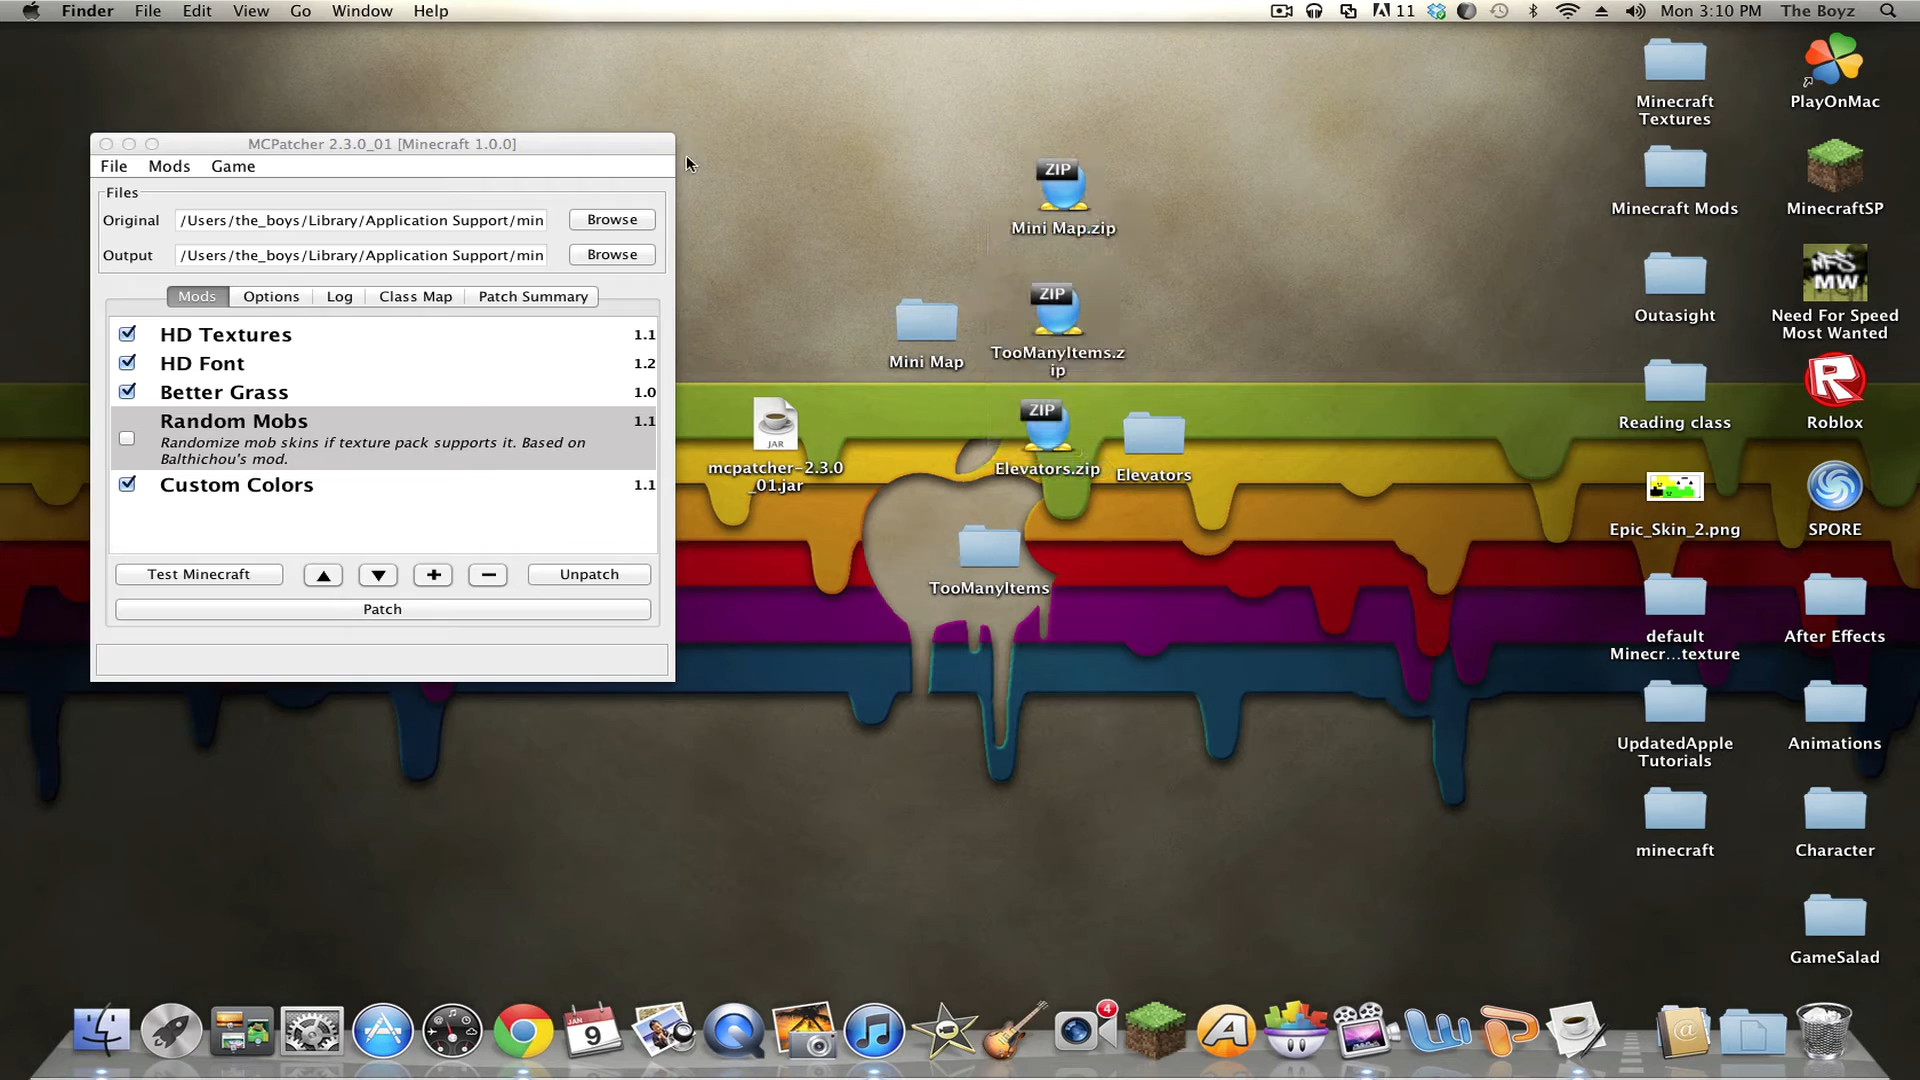 Finder File Edit View Go Window Help
11 Mon 3:10 PM The Boyz
MCPatcher 2.3.0_01 [Minecraft 1.0.0]
File Mods Game
Files
Original /Users/the_boys/Library/Application Support/min Browse
Output /Users/the_boys/Library/Application Support/min Browse
Mods Options Log Class Map Patch Summary
HD Textures 1.1
HD Font 1.2
Better Grass 1.0
Random Mobs 1.1
Randomize mob skins if texture pack supports it. Based on
Balthichou's mod.
Custom Colors 1.1
Test Minecraft + − Unpatch
Patch
ZIP
Mini Map.zip
ZIP
TooManyItems.z
ip
Mini Map
JAR
mcpatcher-2.3.0
_01.jar
ZIP
Elevators.zip
Elevators
TooManyItems
Minecraft
Textures
PlayOnMac
Minecraft Mods
MinecraftSP
Outasight
NFS
MW
Need For Speed
Most Wanted
Reading class
Roblox
Epic_Skin_2.png
SPORE
default
Minecr...texture
After Effects
UpdatedApple
Tutorials
Animations
minecraft
Character
GameSalad
JAN
9
4